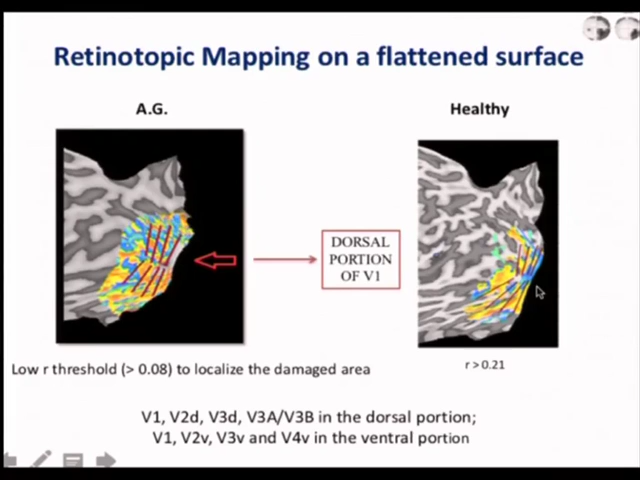 Retinotopic Mapping on a flattened surface
A.G.
Healthy
DORSAL
PORTION
OF V1
Low r threshold (> 0.08) to localize the damaged area
r > 0.21
V1, V2d, V3d, V3A/V3B in the dorsal portion;
V1, V2v, V3v and V4v in the ventral portion